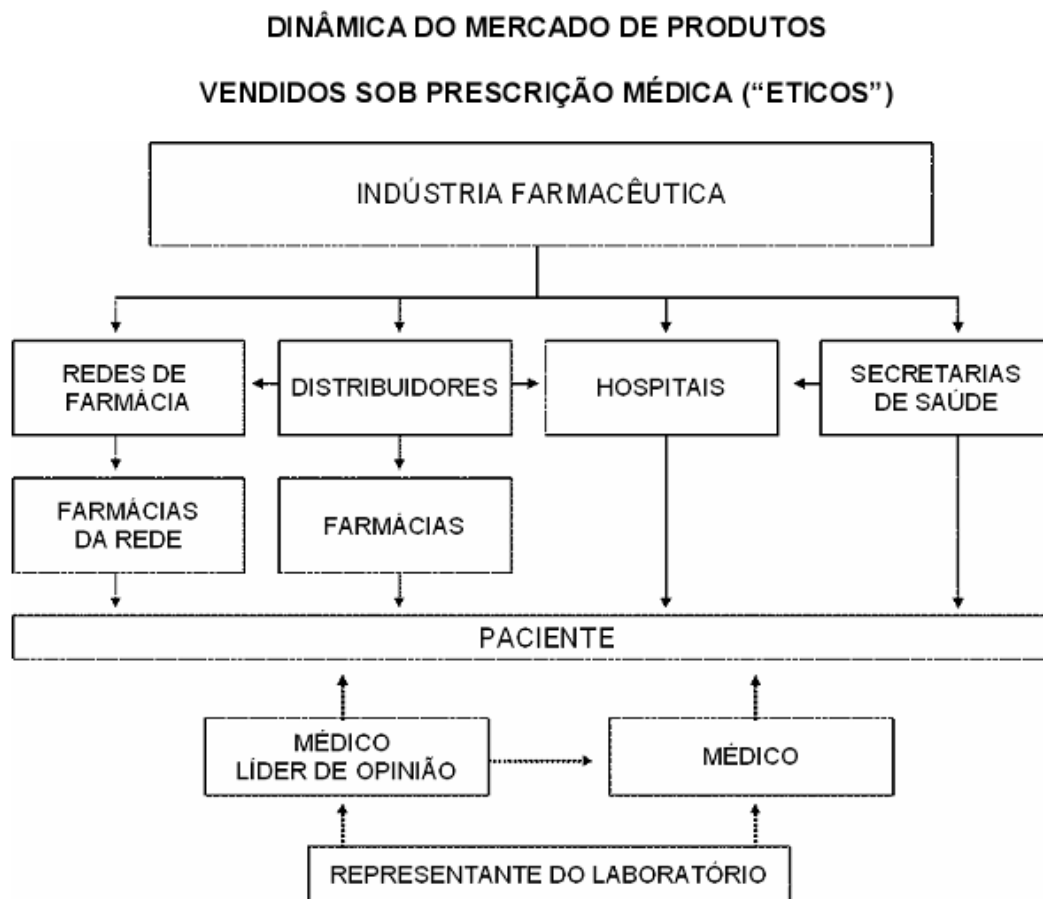 DINÂMICA DO MERCADO DE PRODUTOS
VENDIDOS SOB PRESCRIÇÃO MÉDICA (“ETICOS”)
INDÚSTRIA FARMACÊUTICA
REDES DE
FARMÁCIA
DISTRIBUIDORES
HOSPITAIS
SECRETARIAS
DE SAÚDE
FARMÁCIAS
DA REDE
FARMÁCIAS
PACIENTE
MÉDICO
LÍDER DE OPINIÃO
MÉDICO
REPRESENTANTE DO LABORATÓRIO